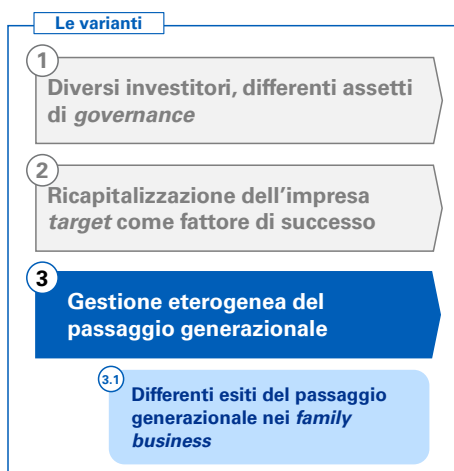 Le varianti
1
Diversi investitori, differenti assetti
di governance
2
Ricapitalizzazione dell'impresa
target come fattore di successo
3
Gestione eterogenea del
passaggio generazionale
3.1
Differenti esiti del passaggio
generazionale nei family
business